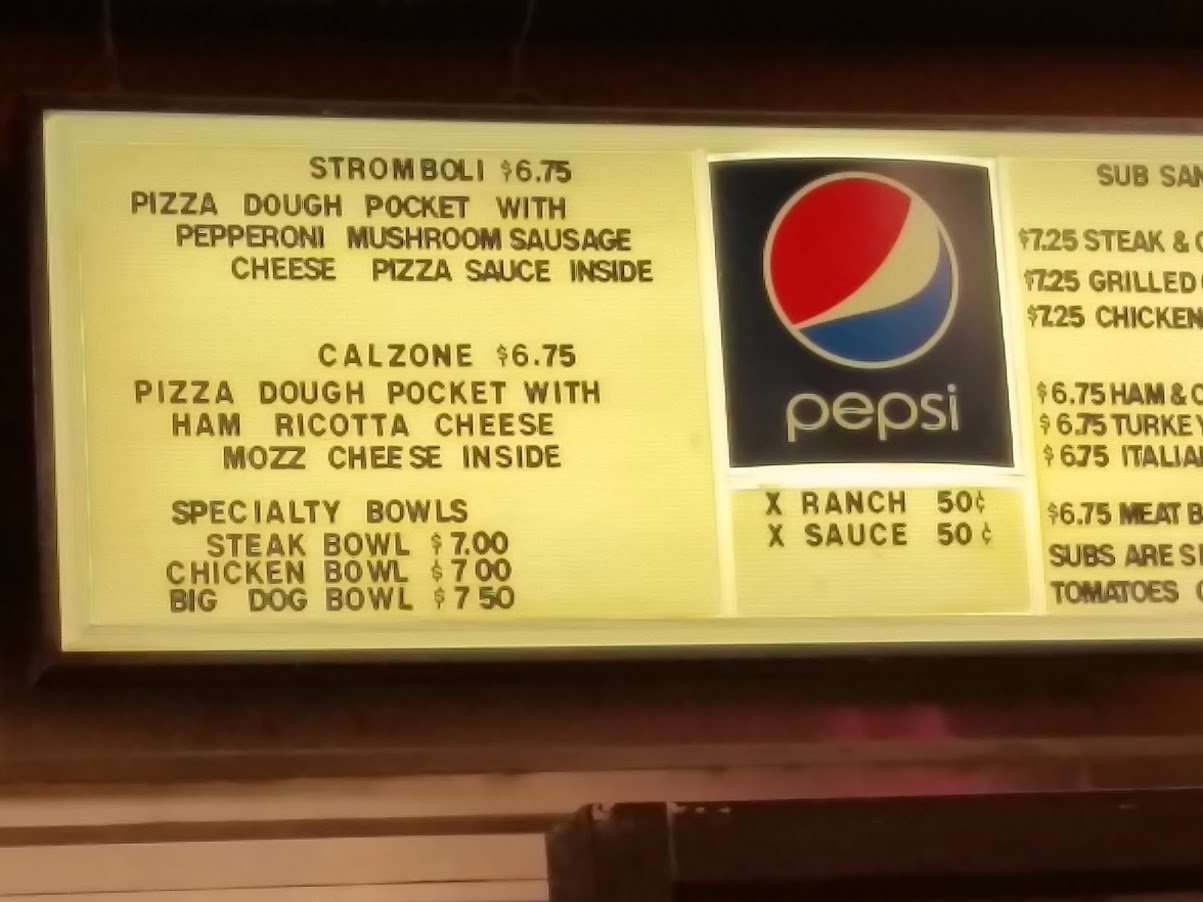 STROMBOLI $6.75
PIZZA DOUGH POCKET WITH
PEPPERONI MUSHROOM SAUSAGE
CHEESE PIZZA SAUCE INSIDE
CALZONE $6.75
PIZZA DOUGH POCKET WITH
HAM RICOTTA CHEESE
MOZZ CHEESE INSIDE
SPECIALTY BOWLS
STEAK BOWL $7.00
CHICKEN BOWL $7 00
BIG DOG BOWL $7 50
pepsi
X RANCH 50¢
X SAUCE 50¢
SUB SAN
$7.25 STEAK & C
$7.25 GRILLED
$7.25 CHICKEN
$6.75 HAM & C
$6.75 TURKEY
$6.75 ITALIA
$6.75 MEAT B
SUBS ARE S
TOMATOES